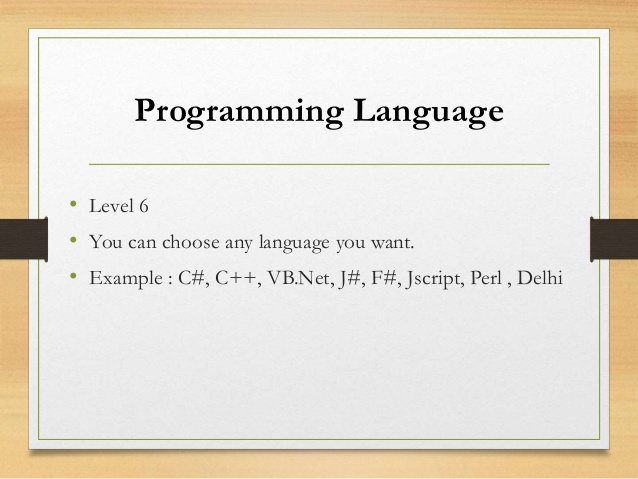 Programming Language
• Level 6
• You can choose any language you want.
• Example : C#, C++, VB.Net, J#, F#, Jscript, Perl , Delhi